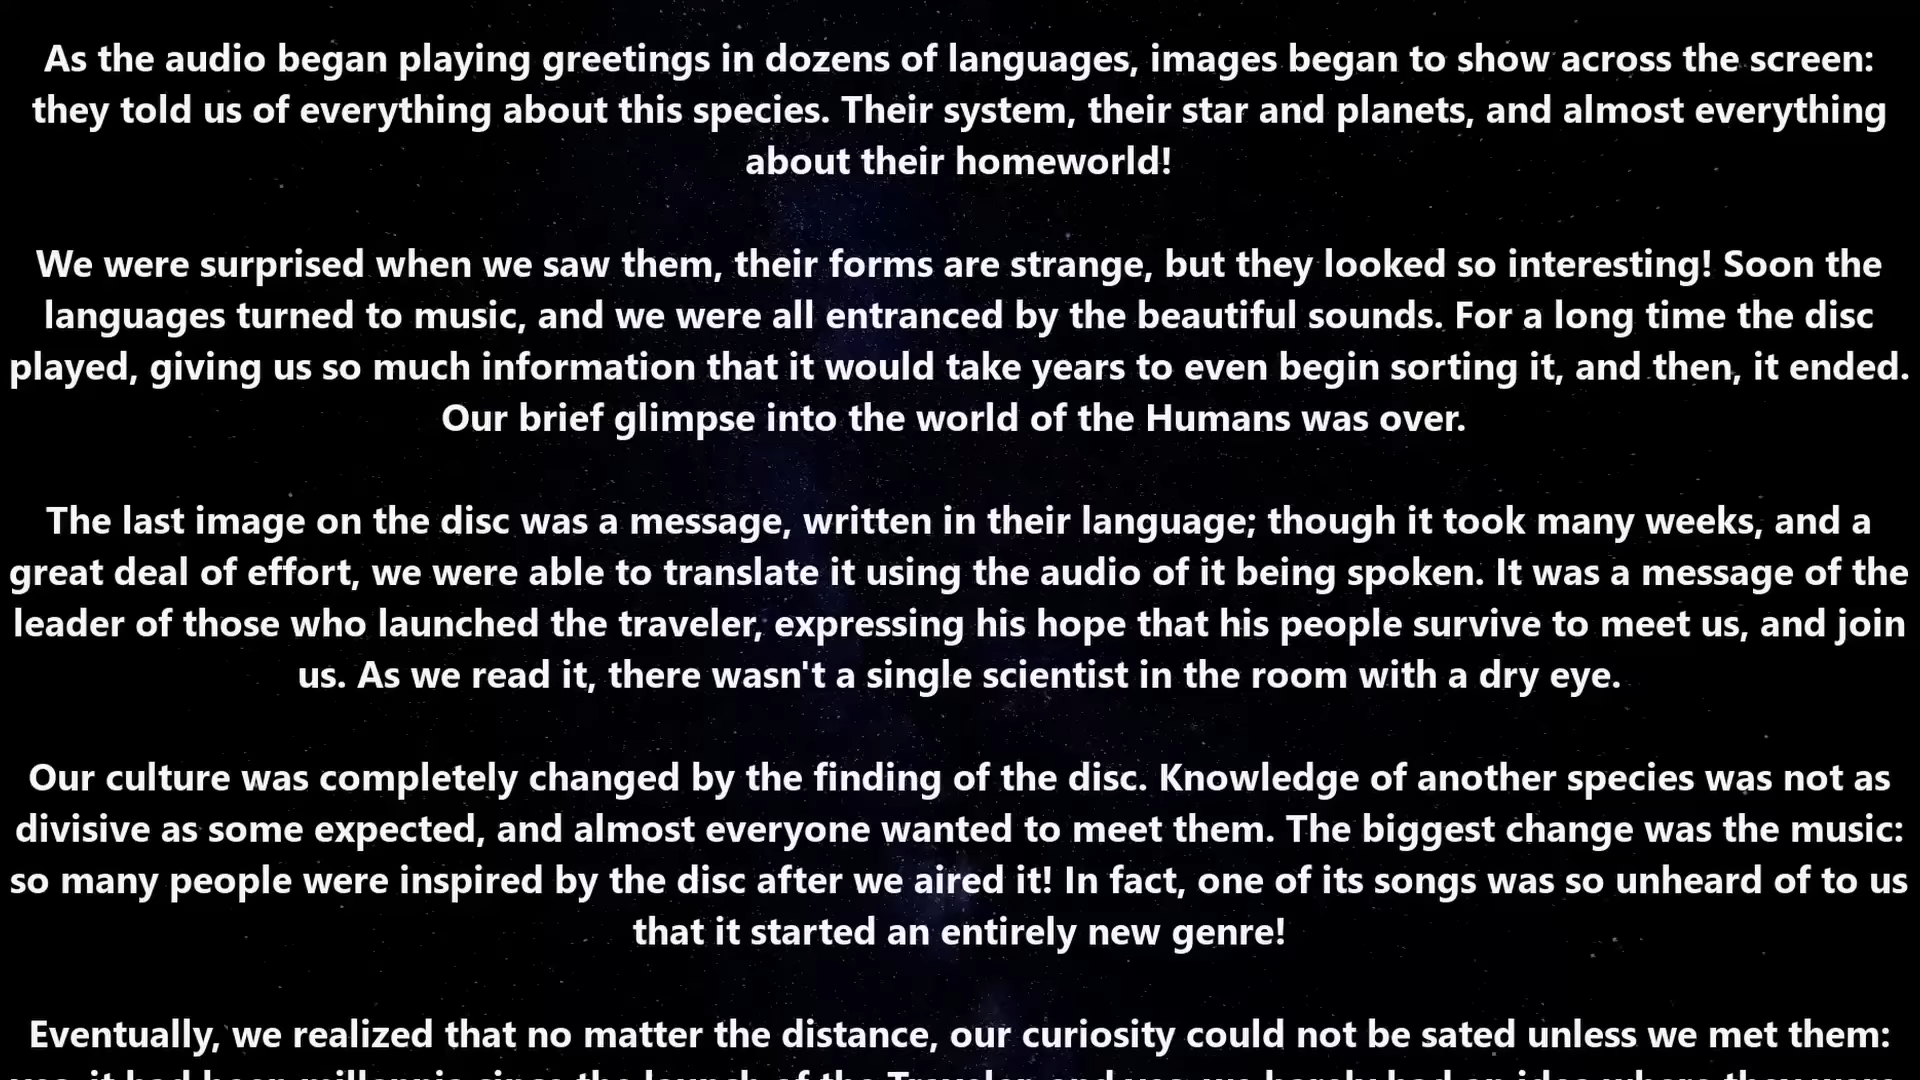 As the audio began playing greetings in dozens of languages, images began to show across the screen:
they told us of everything about this species. Their system, their star and planets, and almost everything
about their homeworld!
We were surprised when we saw them, their forms are strange, but they looked so interesting! Soon the
languages turned to music, and we were all entranced by the beautiful sounds. For a long time the disc
played, giving us so much information that it would take years to even begin sorting it, and then, it ended.
Our brief glimpse into the world of the Humans was over.
The last image on the disc was a message, written in their language; though it took many weeks, and a
great deal of effort, we were able to translate it using the audio of it being spoken. It was a message of the
leader of those who launched the traveler, expressing his hope that his people survive to meet us, and join
us. As we read it, there wasn't a single scientist in the room with a dry eye.
Our culture was completely changed by the finding of the disc. Knowledge of another species was not as
divisive as some expected, and almost everyone wanted to meet them. The biggest change was the music:
so many people were inspired by the disc after we aired it! In fact, one of its songs was so unheard of to us
that it started an entirely new genre!
Eventually, we realized that no matter the distance, our curiosity could not be sated unless we met them: